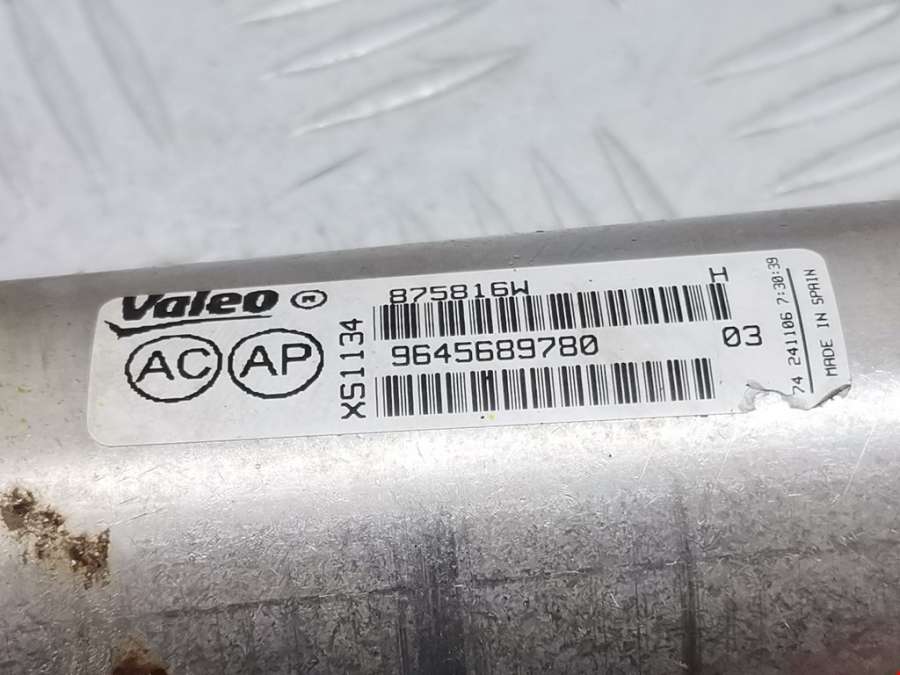 Valeo ®
AC AP
XS1134
875816W H
9645689780 03
74 241106 7:30:39
MADE IN SPAIN